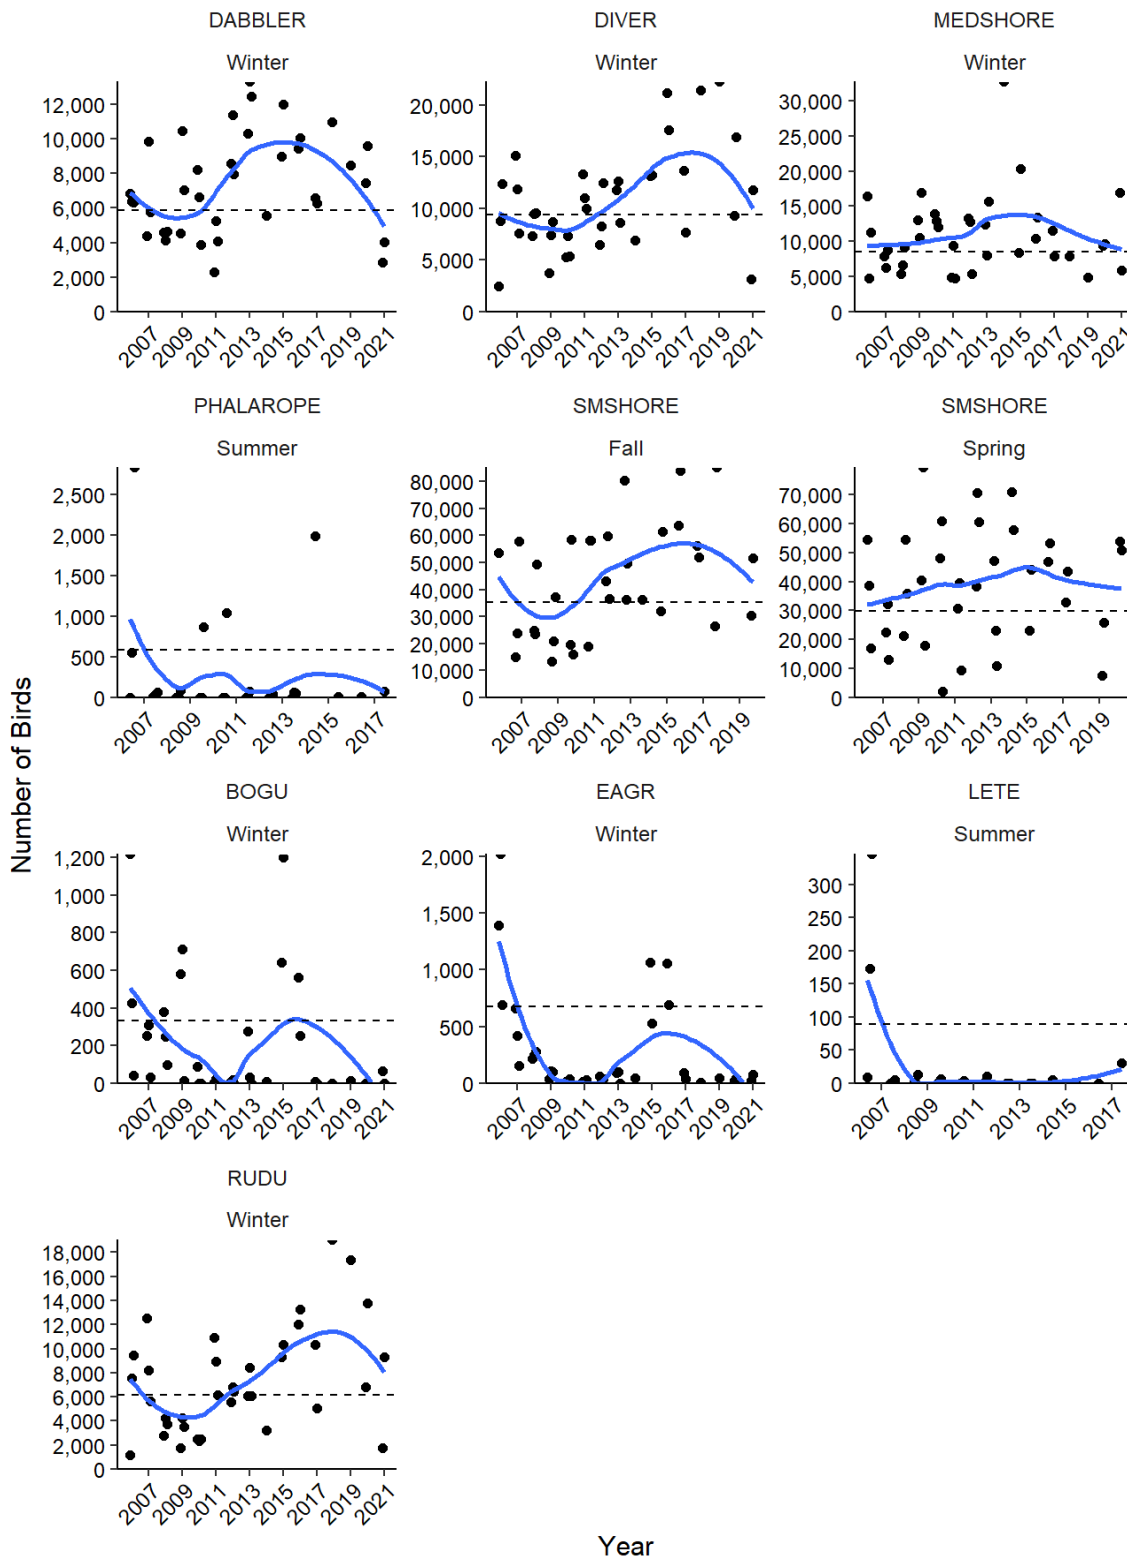 DABBLER
Winter
12,000
10,000
8,000
6,000
4,000
2,000
0
2007 2009 2011 2013 2015 2017 2019 2021
DIVER
Winter
20,000
15,000
10,000
5,000
0
2007 2009 2011 2013 2015 2017 2019 2021
MEDSHORE
Winter
30,000
25,000
20,000
15,000
10,000
5,000
0
2007 2009 2011 2013 2015 2017 2019 2021
PHALAROPE
Summer
2,500
2,000
1,500
1,000
500
0
2007 2009 2011 2013 2015 2017
SMSHORE
Fall
80,000
70,000
60,000
50,000
40,000
30,000
20,000
10,000
0
2007 2009 2011 2013 2015 2017 2019
SMSHORE
Spring
70,000
60,000
50,000
40,000
30,000
20,000
10,000
0
2007 2009 2011 2013 2015 2017 2019
Number of Birds
BOGU
Winter
1,200
1,000
800
600
400
200
0
2007 2009 2011 2013 2015 2017 2019 2021
EAGR
Winter
2,000
1,500
1,000
500
0
2007 2009 2011 2013 2015 2017 2019 2021
LETE
Summer
300
250
200
150
100
50
0
2007 2009 2011 2013 2015 2017
RUDU
Winter
18,000
16,000
14,000
12,000
10,000
8,000
6,000
4,000
2,000
0
2007 2009 2011 2013 2015 2017 2019 2021
Year